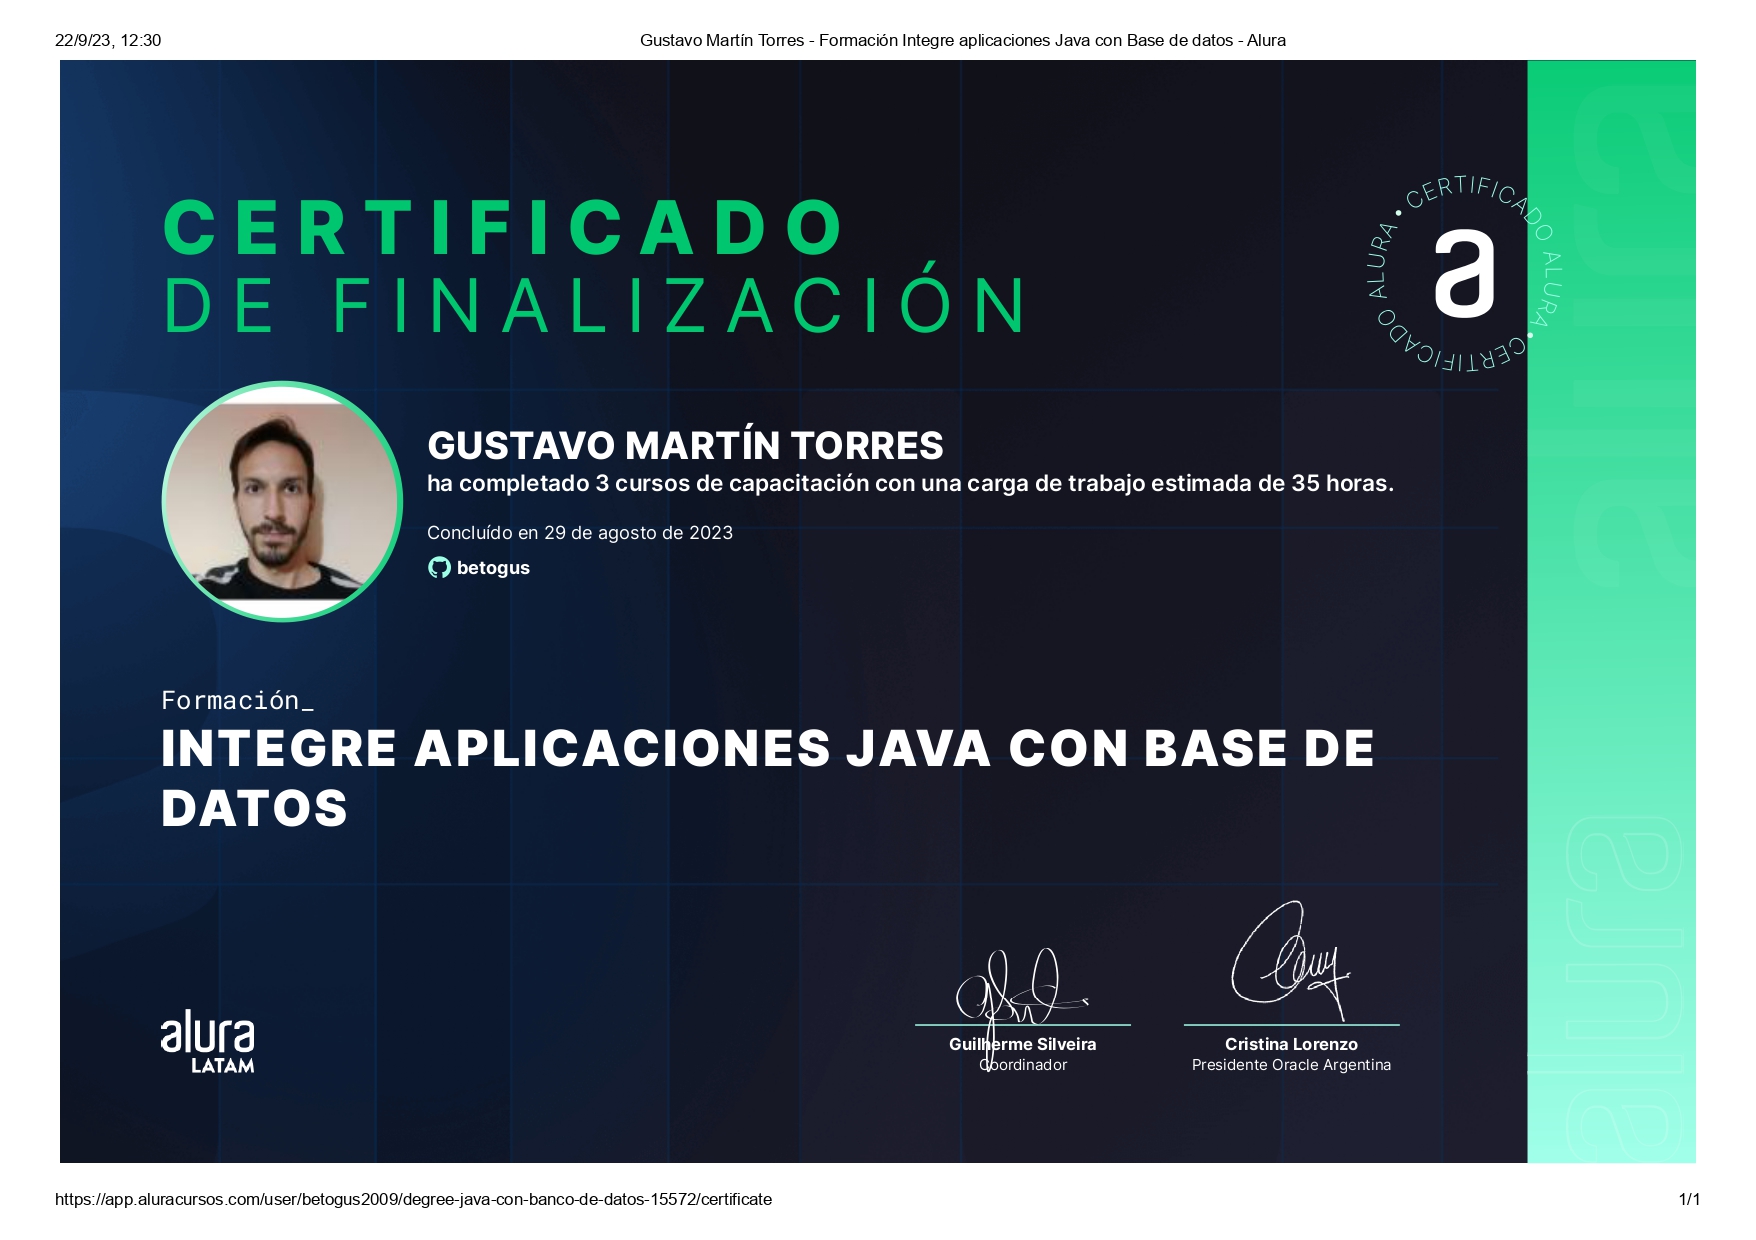 22/9/23, 12:30
Gustavo Martín Torres - Formación Integre aplicaciones Java con Base de datos - Alura
CERTIFICADO
DE FINALIZACIÓN
CERTIFICADO ALURA • CERTIFICADO ALURA •
a
GUSTAVO MARTÍN TORRES
ha completado 3 cursos de capacitación con una carga de trabajo estimada de 35 horas.
Concluído en 29 de agosto de 2023
betogus
Formación_
INTEGRE APLICACIONES JAVA CON BASE DE
DATOS
alura
LATAM
Guilherme Silveira
Coordinador
Cristina Lorenzo
Presidente Oracle Argentina
alura
alura
https://app.aluracursos.com/user/betogus2009/degree-java-con-banco-de-datos-15572/certificate
1/1